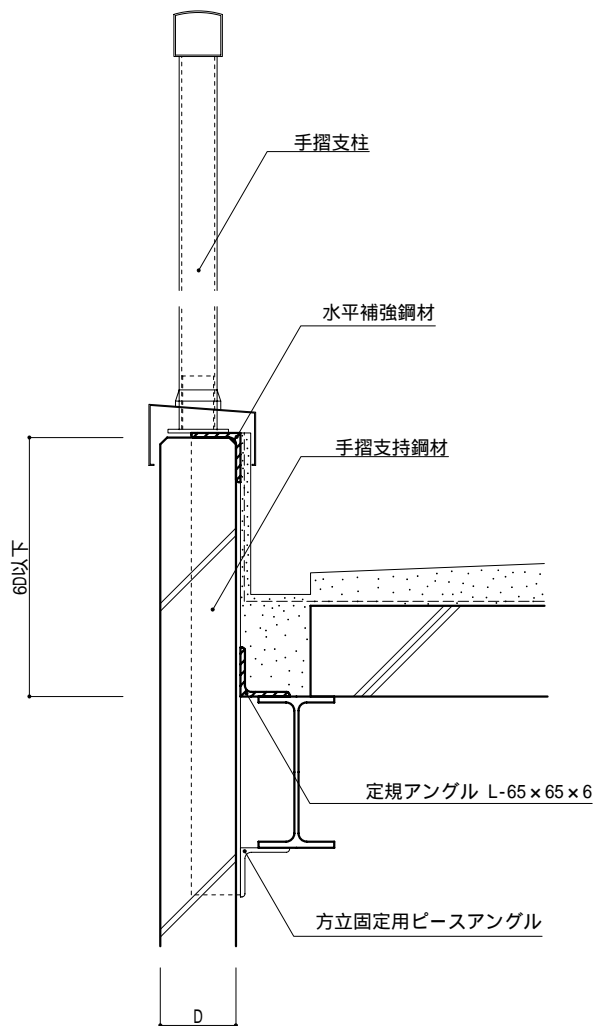 手摺支柱
水平補強鋼材
手摺支持鋼材
6D以下
定規アングル L-65×65×6
方立固定用ピースアングル
D